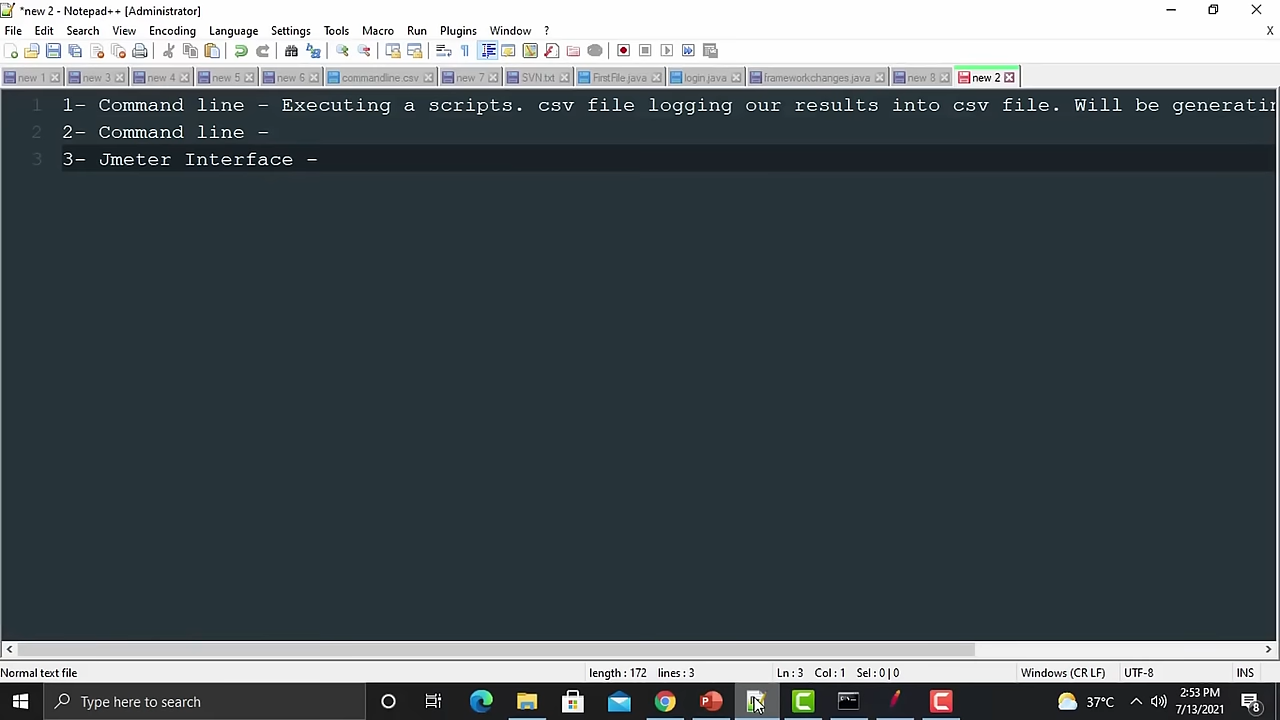 *new 2 - Notepad++ [Administrator]
File Edit Search View Encoding Language Settings Tools Macro Run Plugins Window ? X
new 1 new 3 new 4 new 5 new 6 commandline.csv new 7 SVN.txt FirstFile.java login.java frameworkchanges.java new 8 new 2
1 1- Command line - Executing a scripts. csv file logging our results into csv file. Will be generatin
2 2- Command line -
3 3- Jmeter Interface -
Normal text file length : 172 lines : 3 Ln : 3 Col : 1 Sel : 0 | 0 Windows (CR LF) UTF-8 INS
Type here to search 37°C 2:53 PM
7/13/2021 8